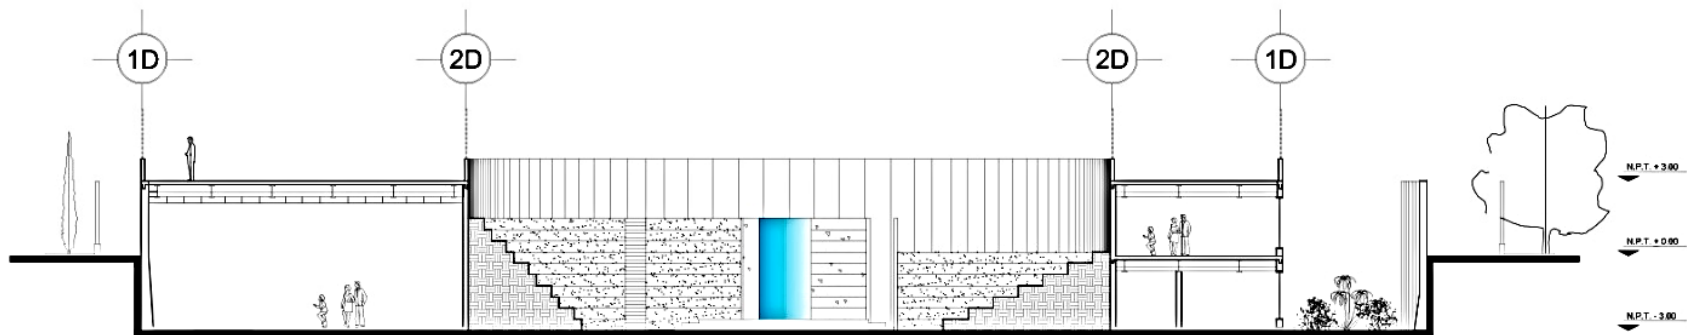 1D
2D
2D
1D
N.P.T. + 3.00
N.P.T. + 0.00
N.P.T. - 3.00